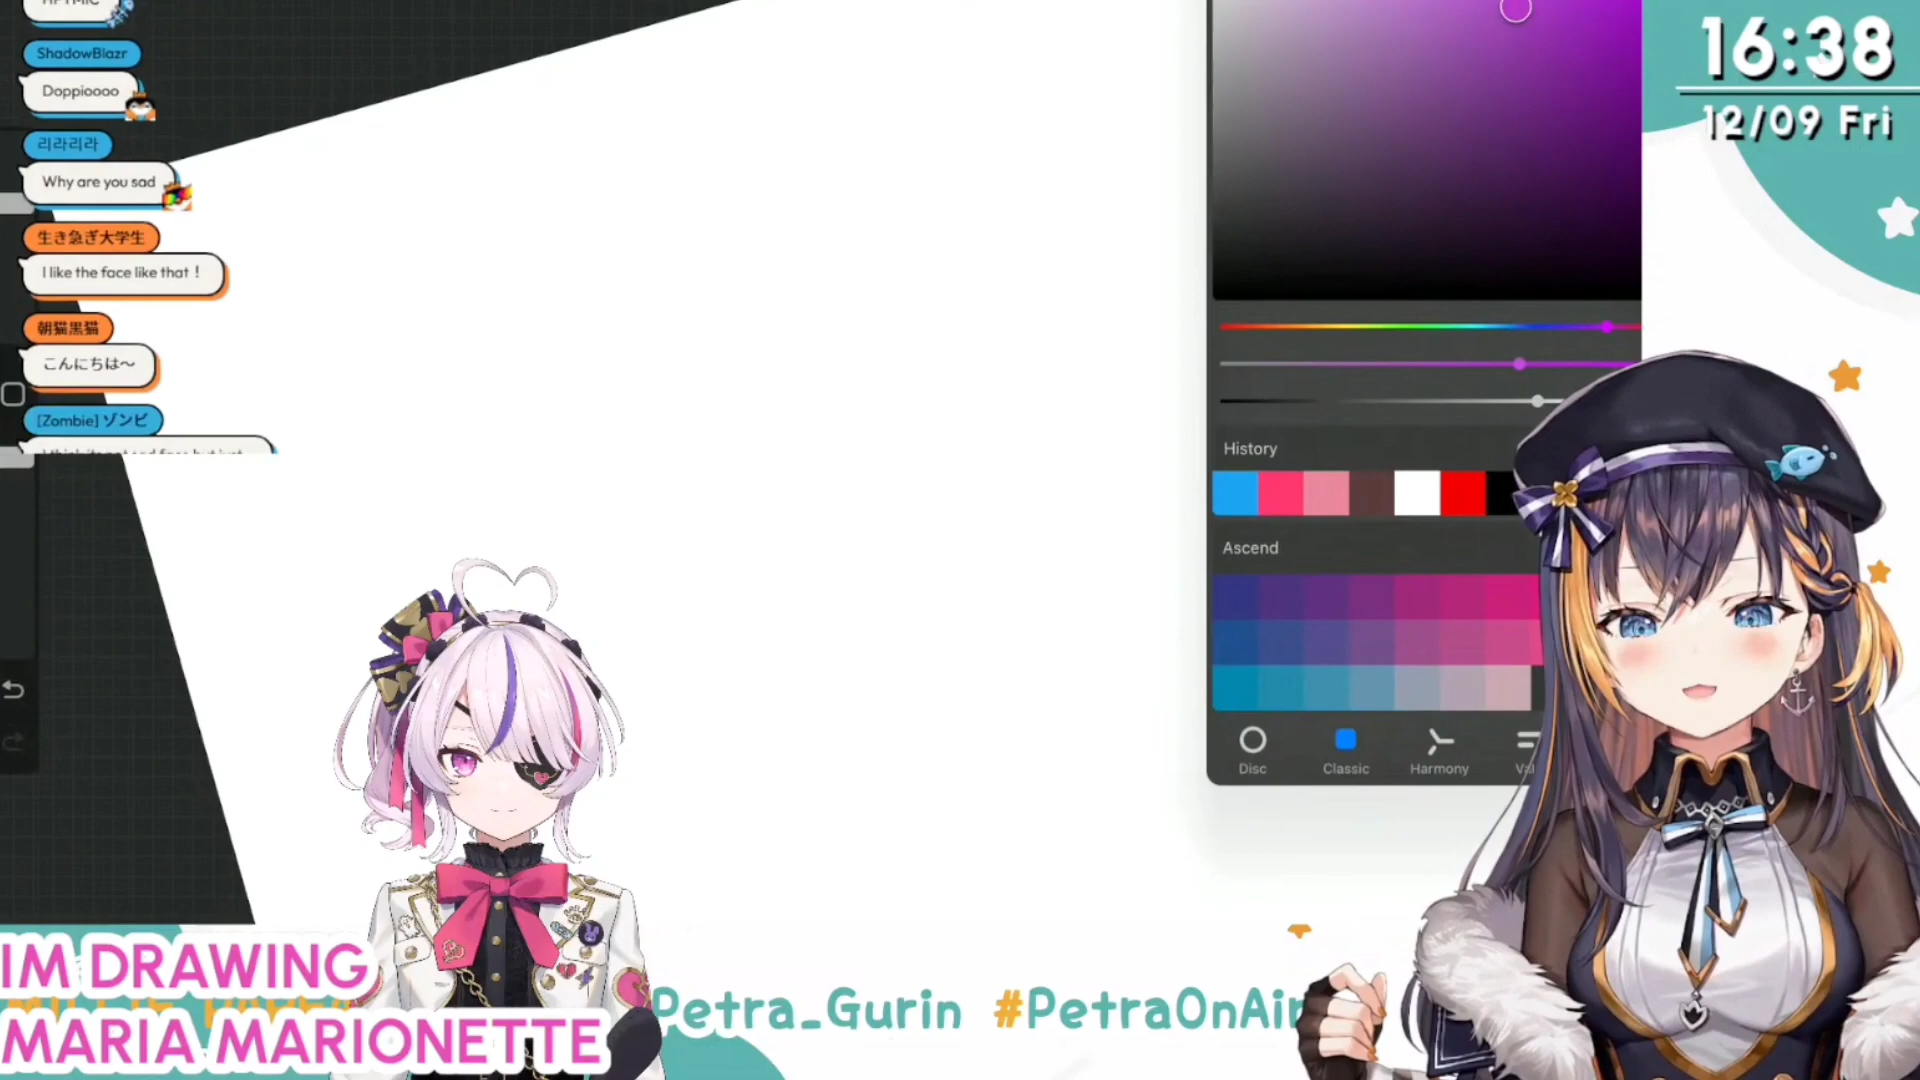 ShadowBlazr
Doppioooo
리라리라
Why are you sad
生き急ぎ大学生
I like the face like that！
朝猫黒猫
こんにちは〜
[Zombie] ゾンビ
16:38
12/09 Fri
History
Ascend
Disc
Classic
Harmony
IM DRAWING
MARIA MARIONETTE
Petra_Gurin #PetraOnAir